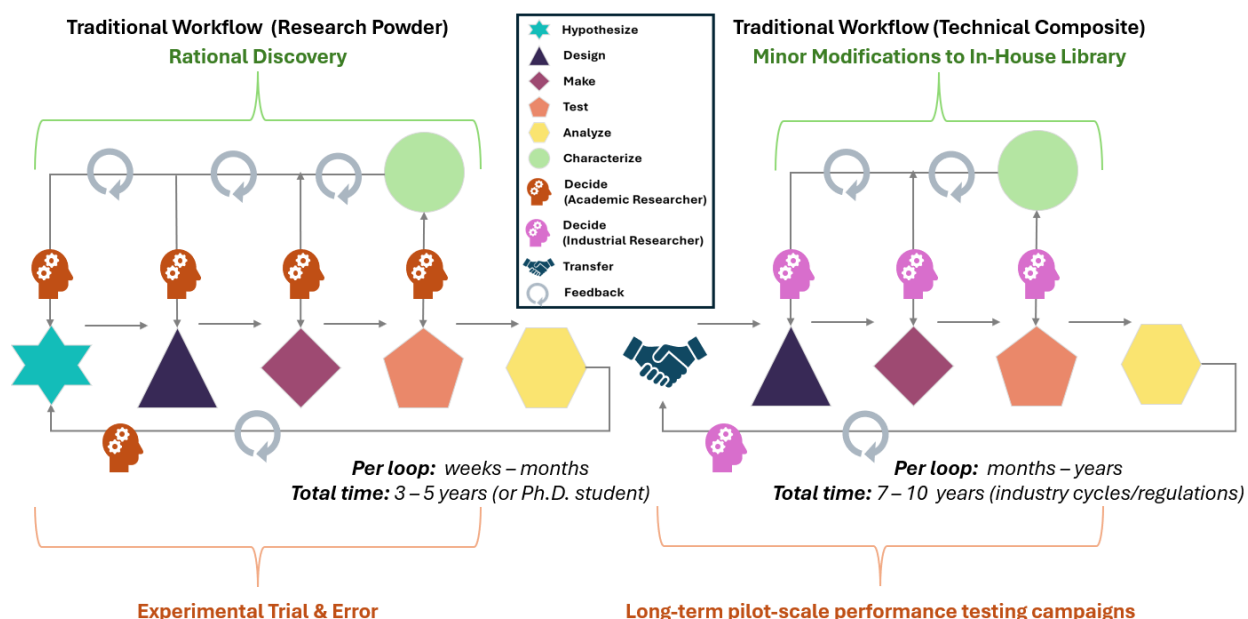 Traditional Workflow (Research Powder)
Rational Discovery
Hypothesize
Design
Make
Test
Analyze
Characterize
Decide
(Academic Researcher)
Decide
(Industrial Researcher)
Transfer
Feedback
Traditional Workflow (Technical Composite)
Minor Modifications to In-House Library
Per loop: weeks – months
Total time: 3 – 5 years (or Ph.D. student)
Per loop: months – years
Total time: 7 – 10 years (industry cycles/regulations)
Experimental Trial & Error
Long-term pilot-scale performance testing campaigns